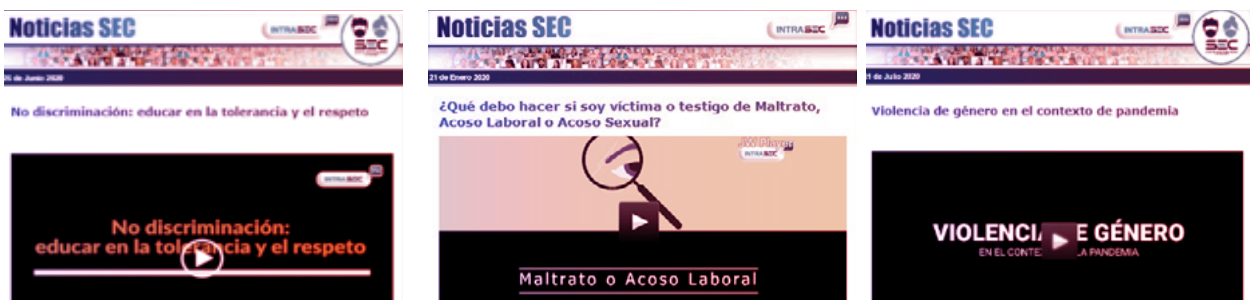 Noticias SEC
INTRASEC
SEC
26 de Junio 2020
No discriminación: educar en la tolerancia y el respeto
INTRASEC
No discriminación:
educar en la tolerancia y el respeto
Noticias SEC
INTRASEC
21 de Enero 2020
¿Qué debo hacer si soy víctima o testigo de Maltrato,
Acoso Laboral o Acoso Sexual?
JW Player
INTRASEC
Maltrato o Acoso Laboral
Noticias SEC
INTRASEC
SEC
de Julio 2020
Violencia de género en el contexto de pandemia
VIOLENCIA DE GÉNERO
EN EL CONTE LA PANDEMIA